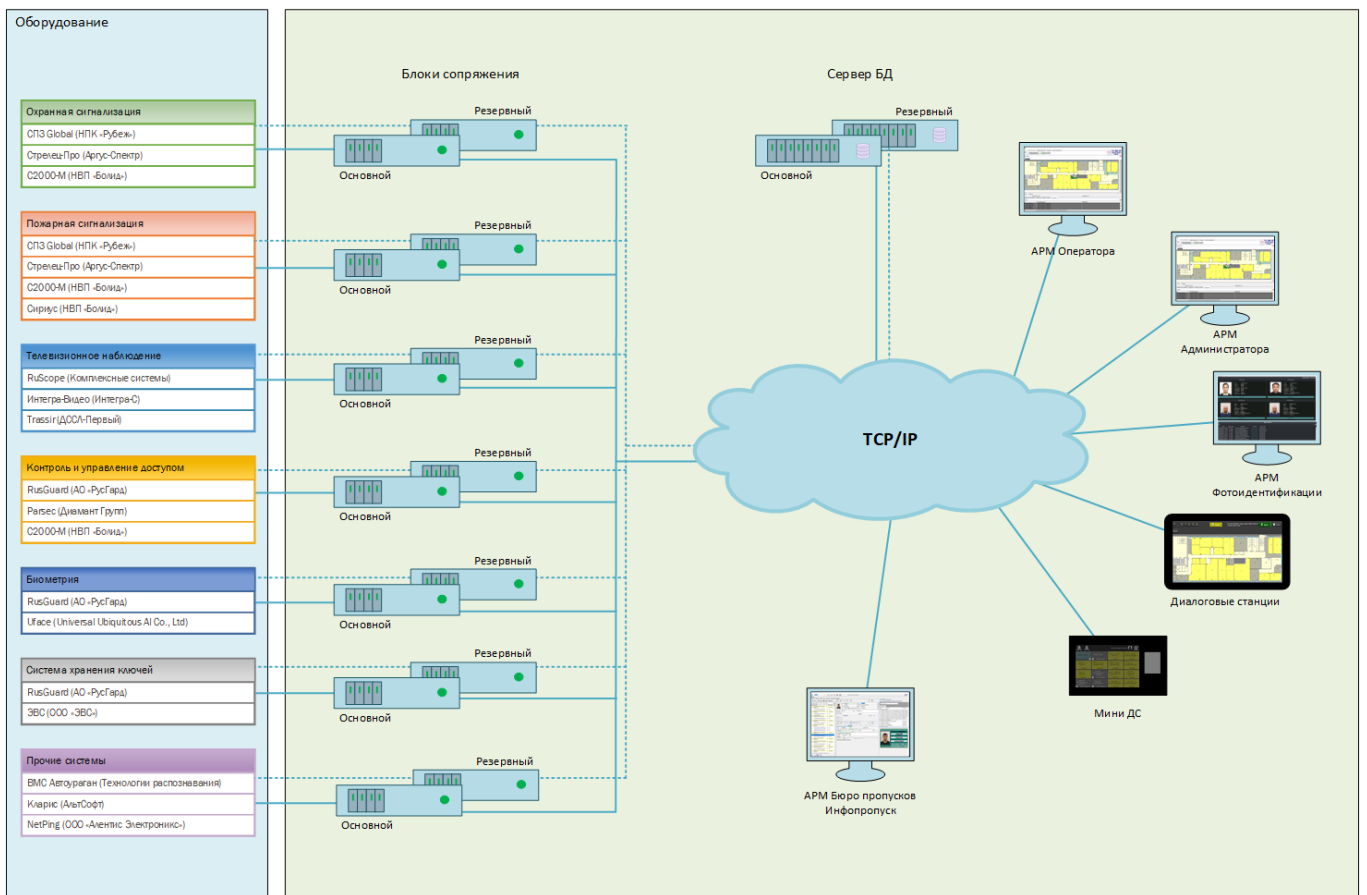 Оборудование
Охранная сигнализация
СПЗ Global (НПК «Рубеж»)
Стрелец-Про (Аргус-Спектр)
С2000-М (НВП «Болид»)
Пожарная сигнализация
СПЗ Global (НПК «Рубеж»)
Стрелец-Про (Аргус-Спектр)
С2000-М (НВП «Болид»)
Сириус (НВП «Болид»)
Телевизионное наблюдение
RuScope (Комплексные системы)
Интегра-Видео (Интегра-С)
Trassir (ДССЛ-Первый)
Контроль и управление доступом
RusGuard (АО «РусГард)
Parsec (Диамант Групп)
С2000-М (НВП «Болид)
Биометрия
RusGuard (АО «РусГард)
Uface (Universal Ubiquitous AI Co., Ltd)
Система хранения ключей
RusGuard (АО «РусГард)
ЭВС (ООО «ЭВС»)
Прочие системы
ВМС Автоураган (Технологии распознавания)
Кларис (АльтСофт)
NetPing (ООО «Алентис Электроникс»)
Блоки сопряжения
Резервный
Основной
Резервный
Основной
Резервный
Основной
Резервный
Основной
Резервный
Основной
Резервный
Основной
Резервный
Основной
Сервер БД
Резервный
Основной
TCP/IP
АРМ Оператора
АРМ
Администратора
АРМ
Фотоидентификации
Диалоговые станции
Мини ДС
АРМ Бюро пропусков
Инфопропуск